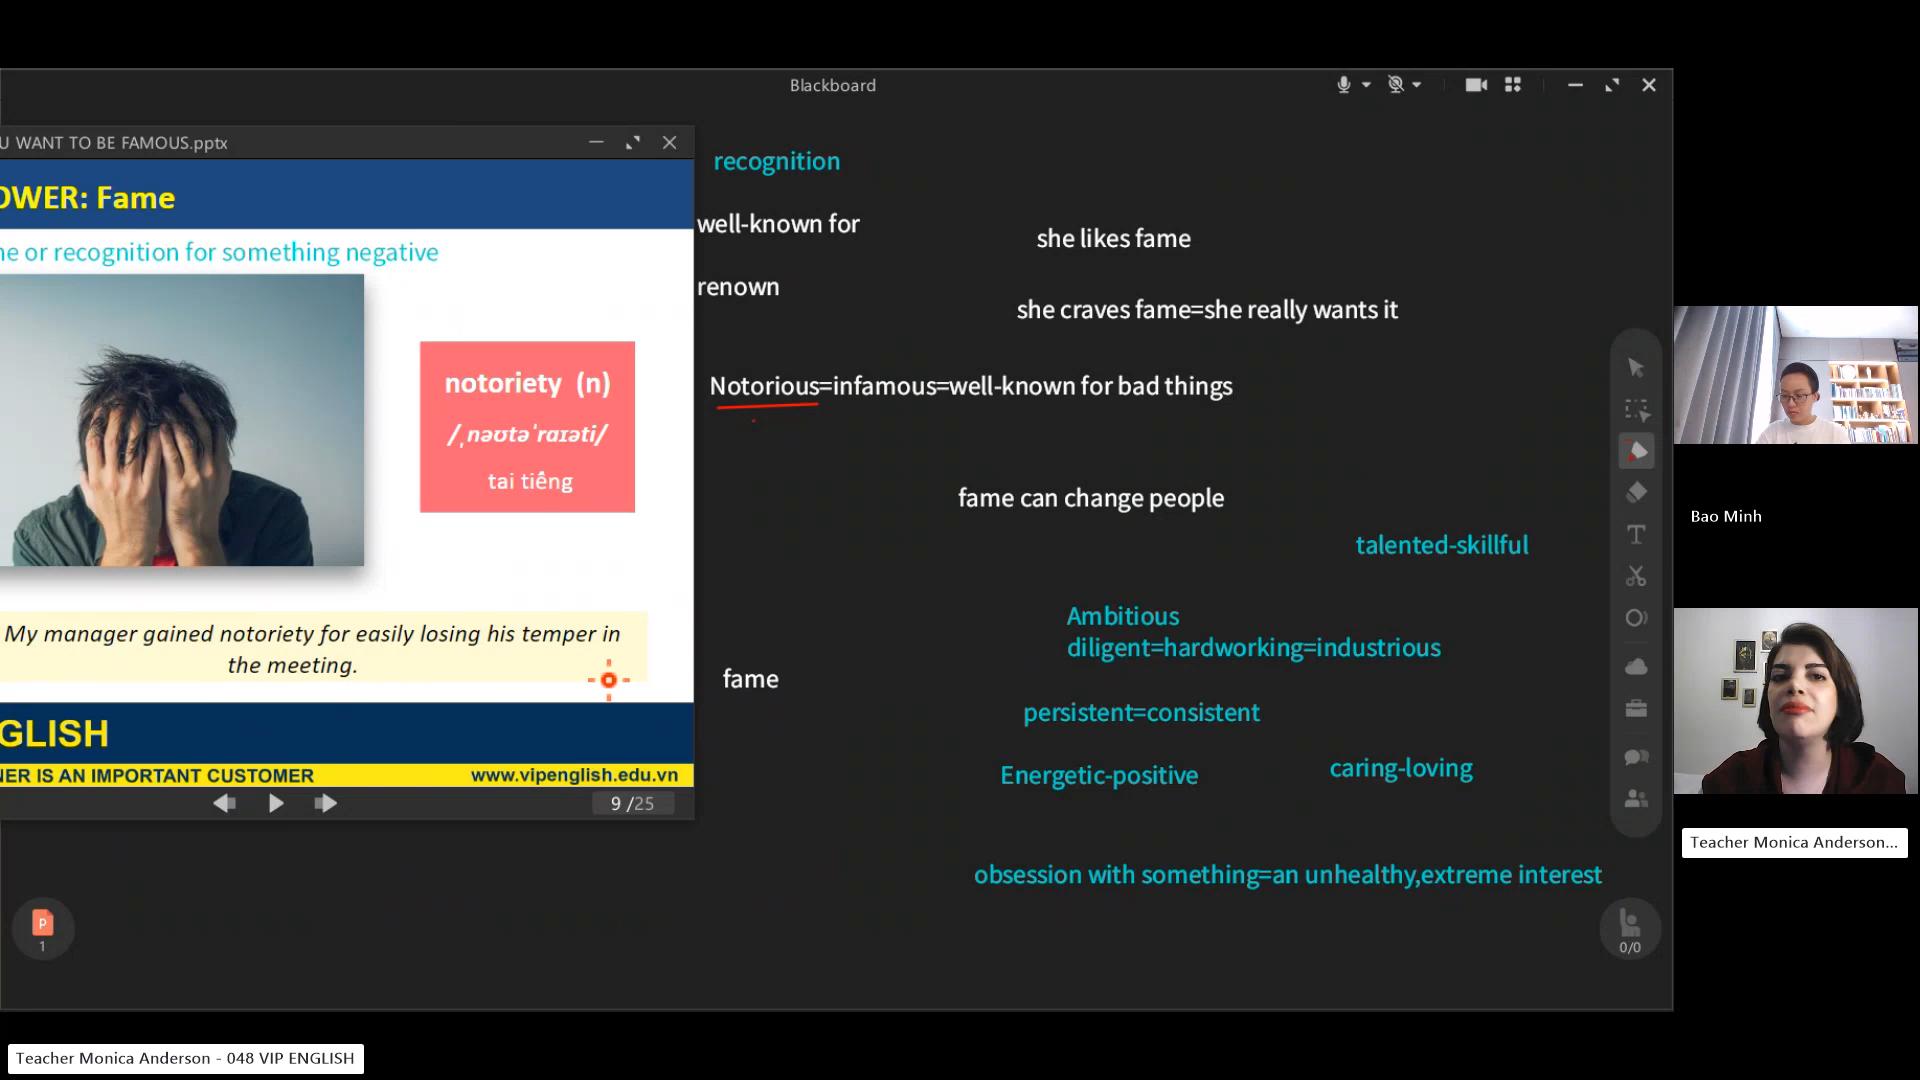 Blackboard
U WANT TO BE FAMOUS.pptx
OWER: Fame
ne or recognition for something negative
notoriety (n)
/ˌnəʊtəˈraɪəti/
tai tiếng
My manager gained notoriety for easily losing his temper in
the meeting.
GLISH
NER IS AN IMPORTANT CUSTOMER
www.vipenglish.edu.vn
9 /25
recognition
well-known for
she likes fame
renown
she craves fame=she really wants it
Notorious=infamous=well-known for bad things
fame can change people
talented-skillful
Ambitious
diligent=hardworking=industrious
fame
persistent=consistent
Energetic-positive
caring-loving
obsession with something=an unhealthy,extreme interest
P
1
0/0
Bao Minh
Teacher Monica Anderson...
Teacher Monica Anderson - 048 VIP ENGLISH